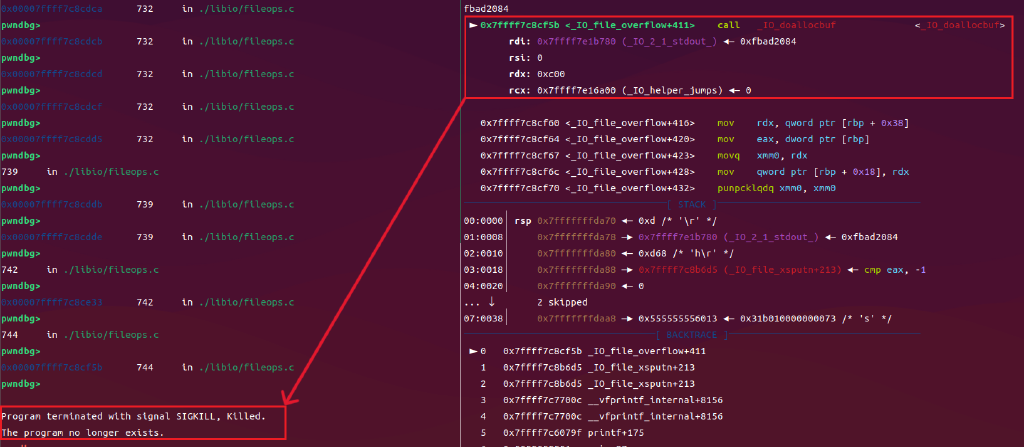 0x00007ffff7c8cdca 732 in ./libio/fileops.c
pwndbg>
0x00007ffff7c8cdcb 732 in ./libio/fileops.c
pwndbg>
0x00007ffff7c8cdcd 732 in ./libio/fileops.c
pwndbg>
0x00007ffff7c8cdcf 732 in ./libio/fileops.c
pwndbg>
0x00007ffff7c8cdd5 732 in ./libio/fileops.c
pwndbg>
739 in ./libio/fileops.c
pwndbg>
0x00007ffff7c8cddb 739 in ./libio/fileops.c
pwndbg>
0x00007ffff7c8cdde 739 in ./libio/fileops.c
pwndbg>
742 in ./libio/fileops.c
pwndbg>
0x00007ffff7c8ce33 742 in ./libio/fileops.c
pwndbg>
744 in ./libio/fileops.c
pwndbg>
0x00007ffff7c8cf5b 744 in ./libio/fileops.c
pwndbg>
Program terminated with signal SIGKILL, Killed.
The program no longer exists.
fbad2084
► 0x7ffff7c8cf5b <_IO_file_overflow+411> call _IO_doallocbuf <_IO_doallocbuf>
rdi: 0x7ffff7e1b780 (_IO_2_1_stdout_) ◂— 0xfbad2084
rsi: 0
rdx: 0xc00
rcx: 0x7ffff7e16a00 (_IO_helper_jumps) ◂— 0
0x7ffff7c8cf60 <_IO_file_overflow+416> mov rdx, qword ptr [rbp + 0x38]
0x7ffff7c8cf64 <_IO_file_overflow+420> mov eax, dword ptr [rbp]
0x7ffff7c8cf67 <_IO_file_overflow+423> movq xmm0, rdx
0x7ffff7c8cf6c <_IO_file_overflow+428> mov qword ptr [rbp + 0x18], rdx
0x7ffff7c8cf70 <_IO_file_overflow+432> punpcklqdq xmm0, xmm0
[ STACK ]
00:0000│ rsp 0x7fffffffda70 ◂— 0xd /* '\r' */
01:0008│ 0x7fffffffda78 —▸ 0x7ffff7e1b780 (_IO_2_1_stdout_) ◂— 0xfbad2084
02:0010│ 0x7fffffffda80 ◂— 0xd68 /* 'h\r' */
03:0018│ 0x7fffffffda88 —▸ 0x7ffff7c8b6d5 (_IO_file_xsputn+213) ◂— cmp eax, -1
04:0020│ 0x7fffffffda90 ◂— 0
... ↓ 2 skipped
07:0038│ 0x7fffffffdaa8 —▸ 0x555555556013 ◂— 0x31b010000000073 /* 's' */
[ BACKTRACE ]
► 0 0x7ffff7c8cf5b _IO_file_overflow+411
1 0x7ffff7c8b6d5 _IO_file_xsputn+213
2 0x7ffff7c8b6d5 _IO_file_xsputn+213
3 0x7ffff7c7700c __vfprintf_internal+8156
4 0x7ffff7c7700c __vfprintf_internal+8156
5 0x7ffff7c6079f printf+175